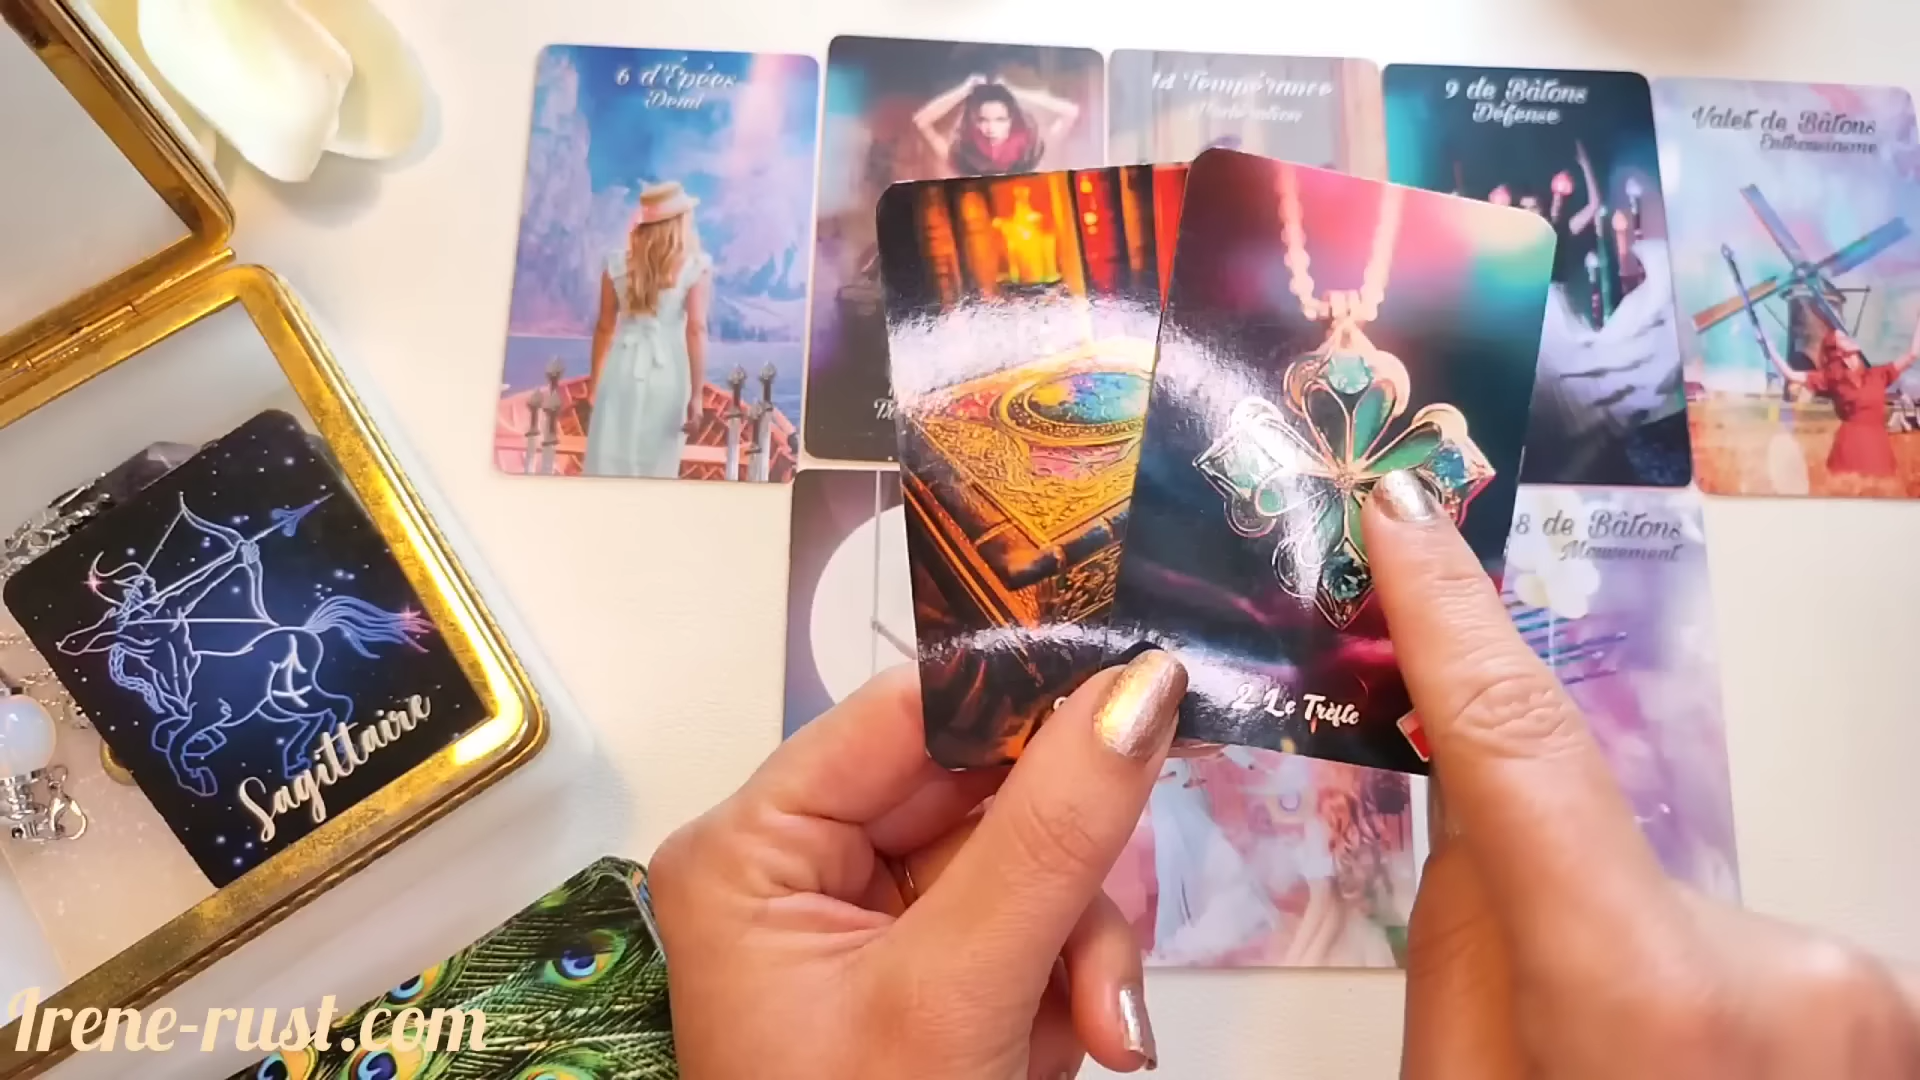 6 d'Épées
Deuil
14 Tempérance
9 de Bâtons
Défense
Valet de Bâtons
Enthousiasme
8 de Bâtons
Mouvement
2 Le Trèfle
Sagittaire
Irene-rust.com